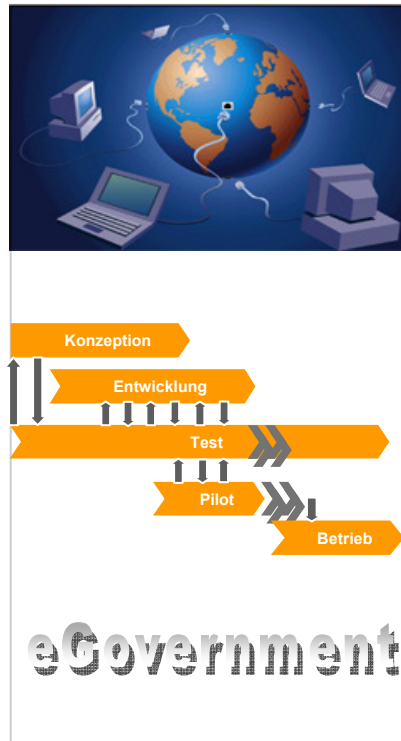 Konzeption
Entwicklung
Test
Pilot
Betrieb
eGovernment